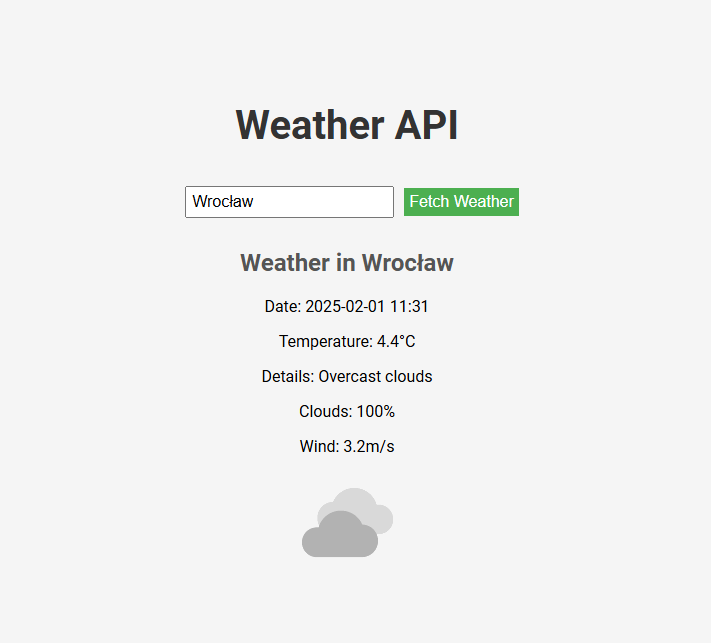 Weather API
Wrocław Fetch Weather
Weather in Wrocław
Date: 2025-02-01 11:31
Temperature: 4.4°C
Details: Overcast clouds
Clouds: 100%
Wind: 3.2m/s